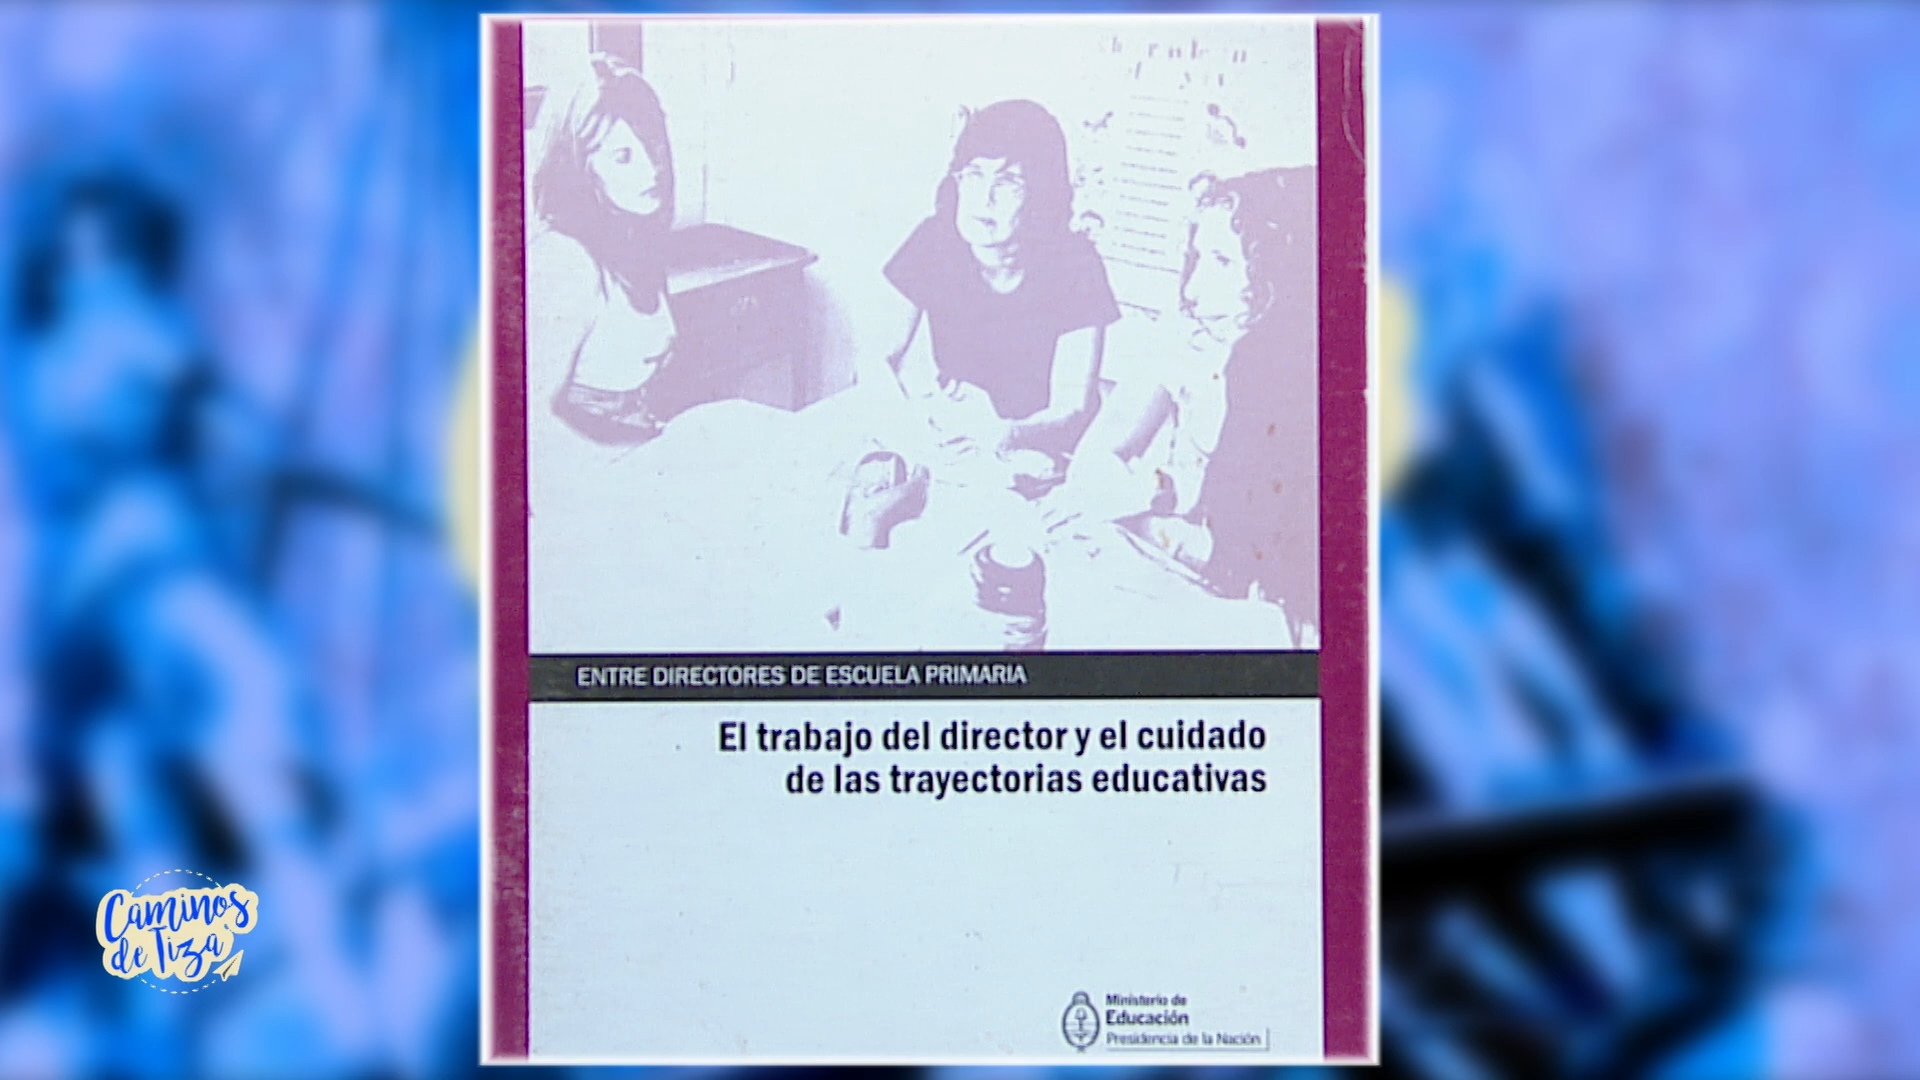 ENTRE DIRECTORES DE ESCUELA PRIMARIA
El trabajo del director y el cuidado
de las trayectorias educativas
Ministerio de
Educación
Presidencia de la Nación
Caminos
de Tiza